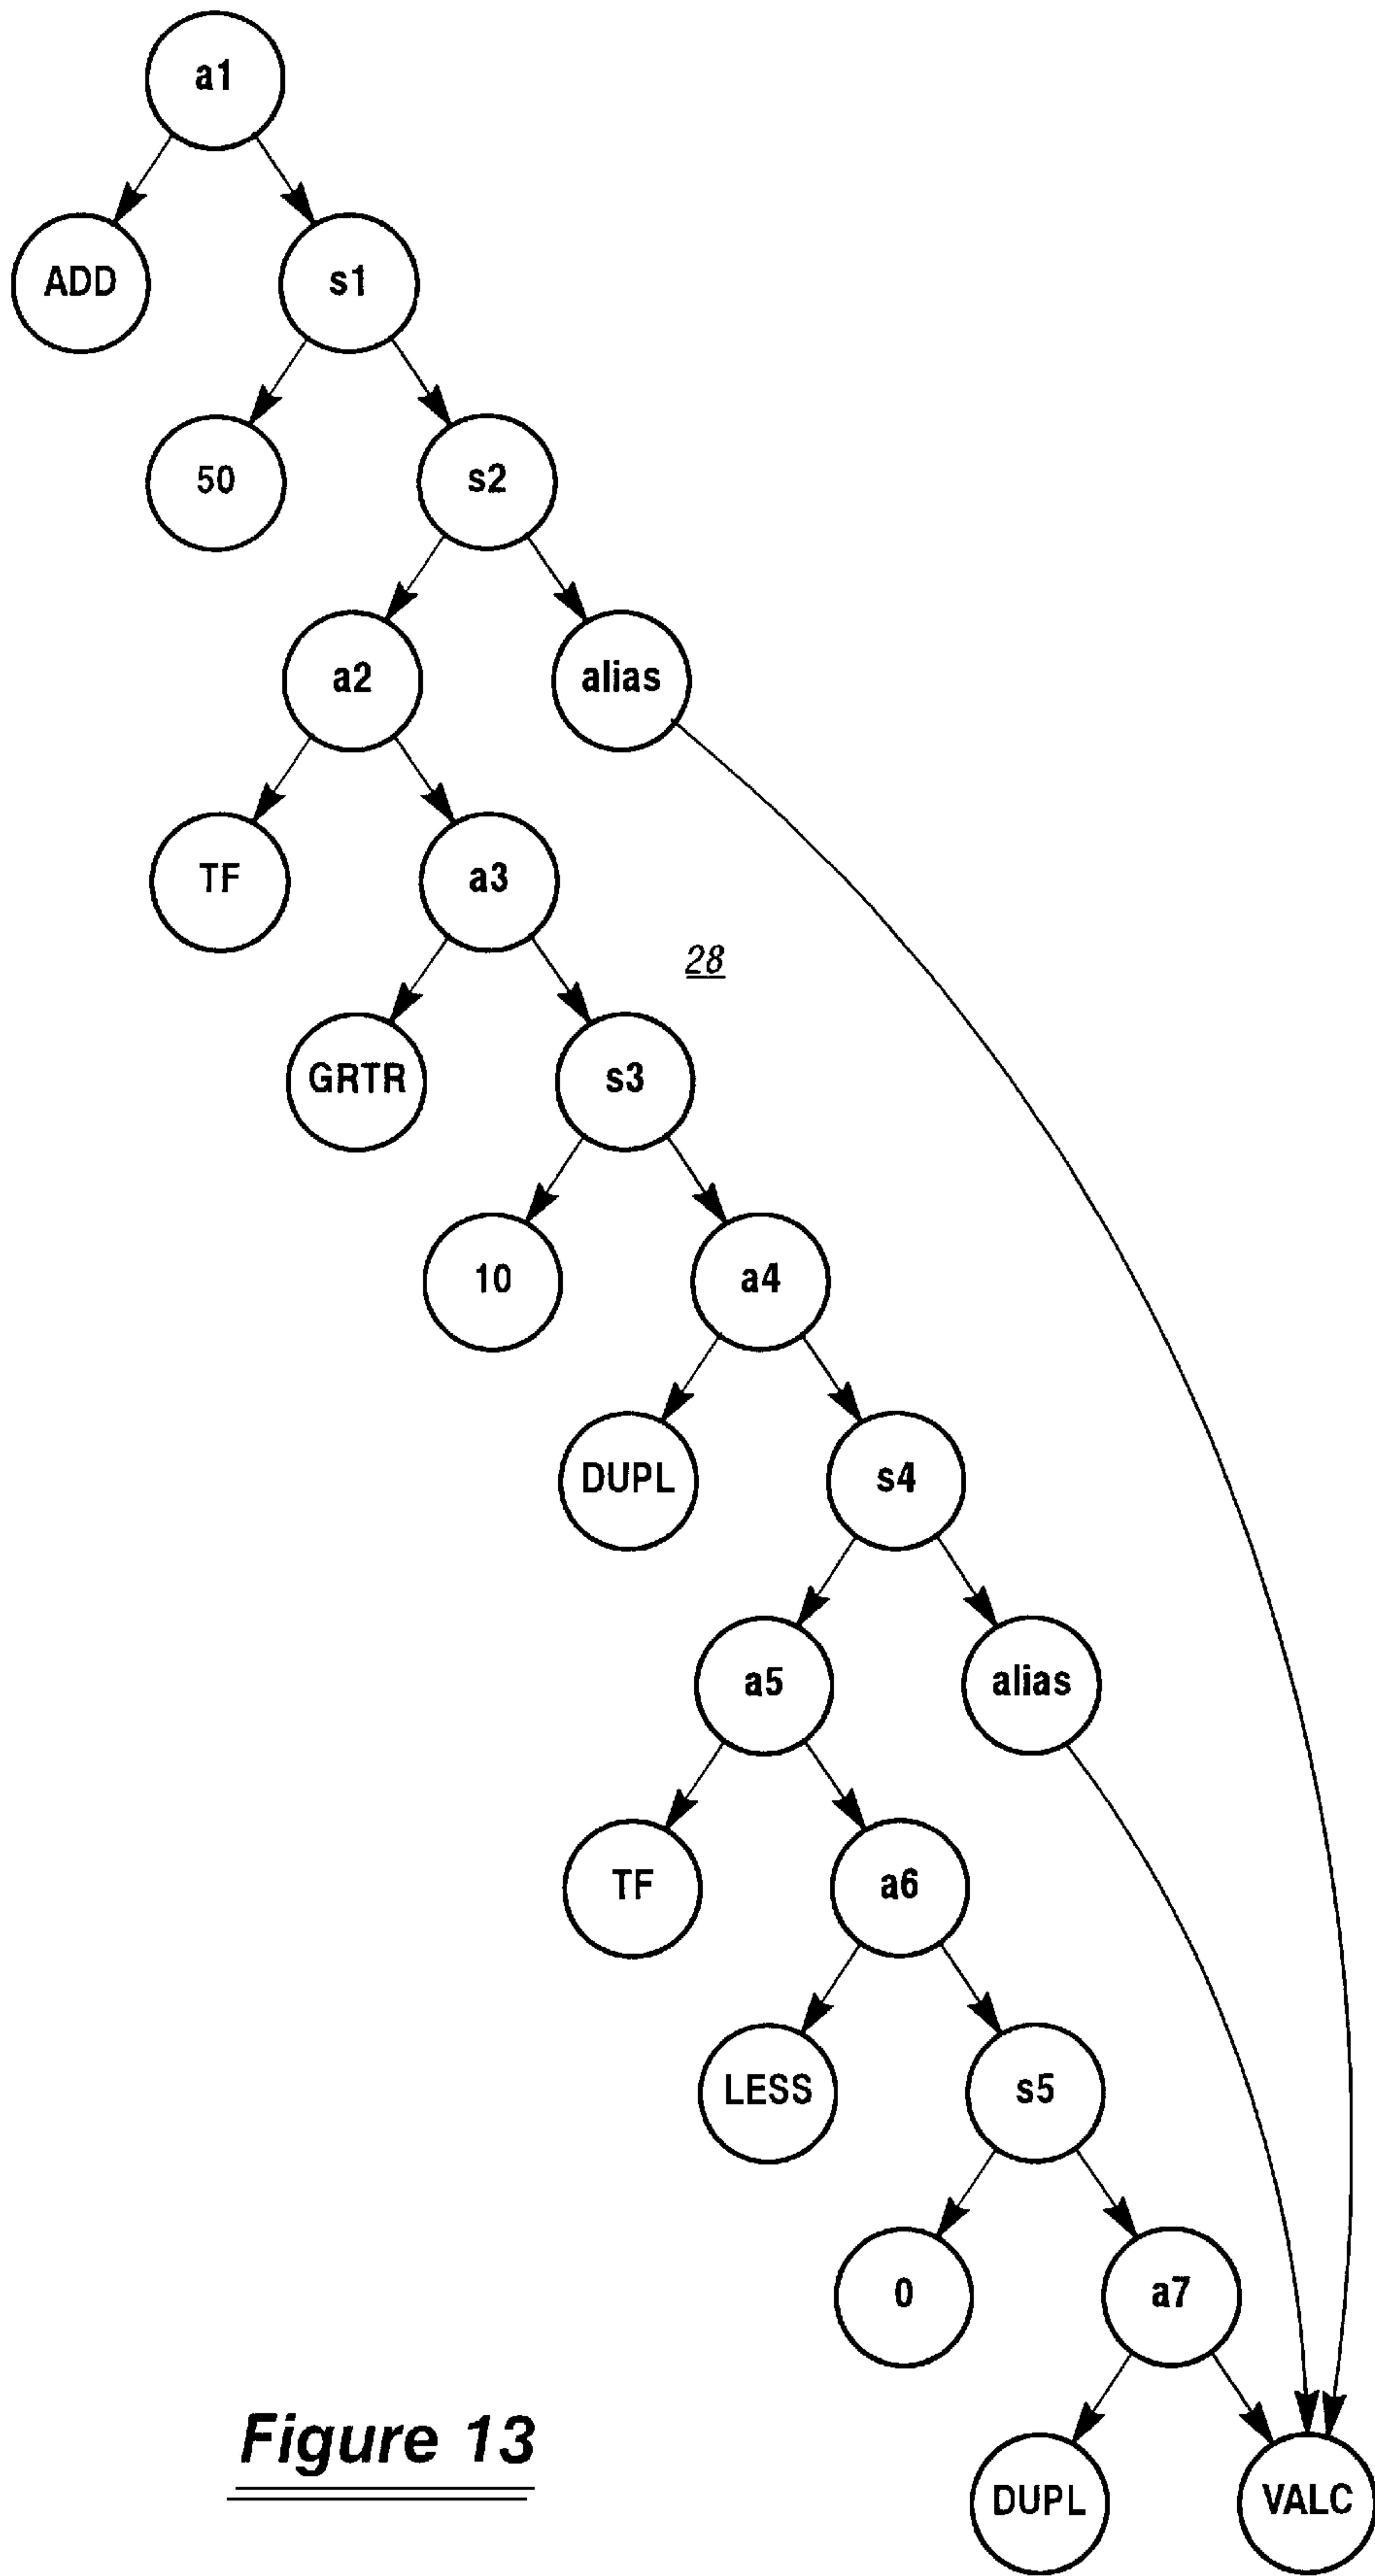 a1
ADD
s1
50
s2
a2
alias
TF
a3
28
GRTR
s3
10
a4
DUPL
s4
a5
alias
TF
a6
LESS
s5
0
a7
Figure 13
DUPL
VALC